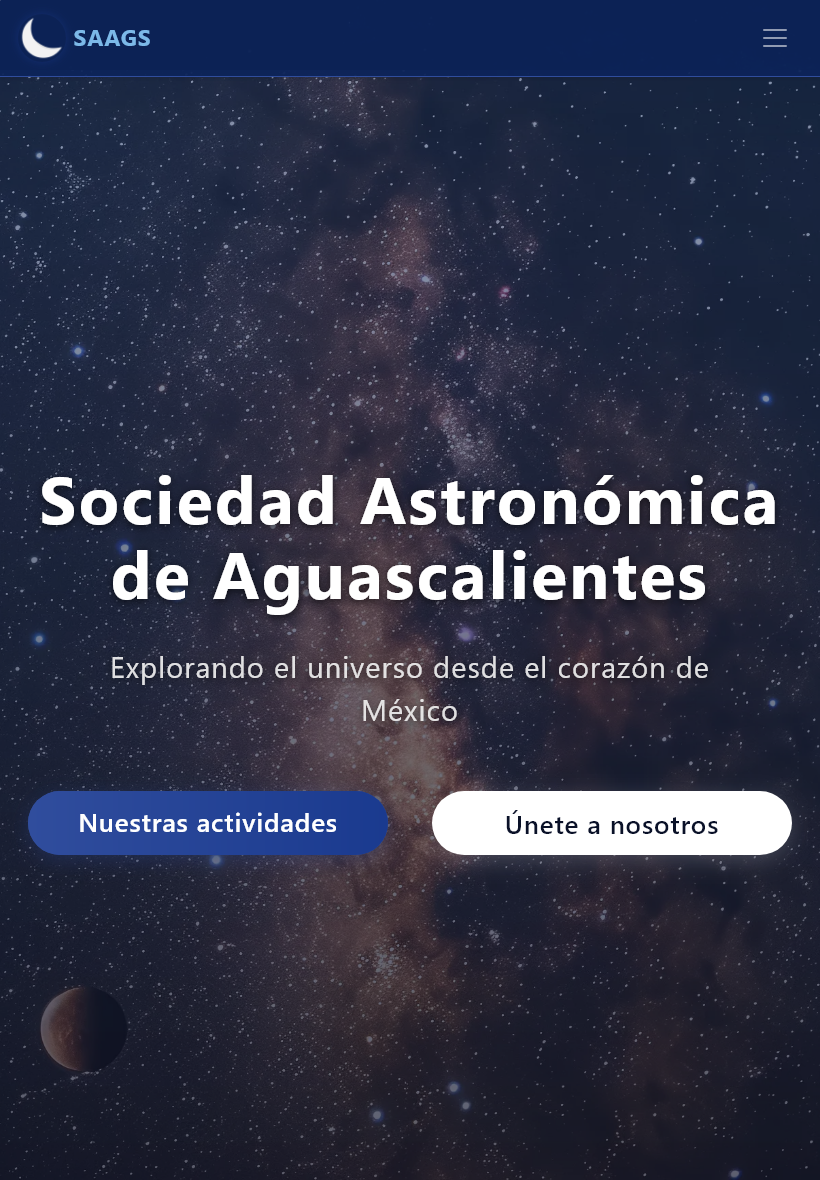 SAAGS
Sociedad Astronómica
de Aguascalientes
Explorando el universo desde el corazón de
México
Nuestras actividades
Únete a nosotros